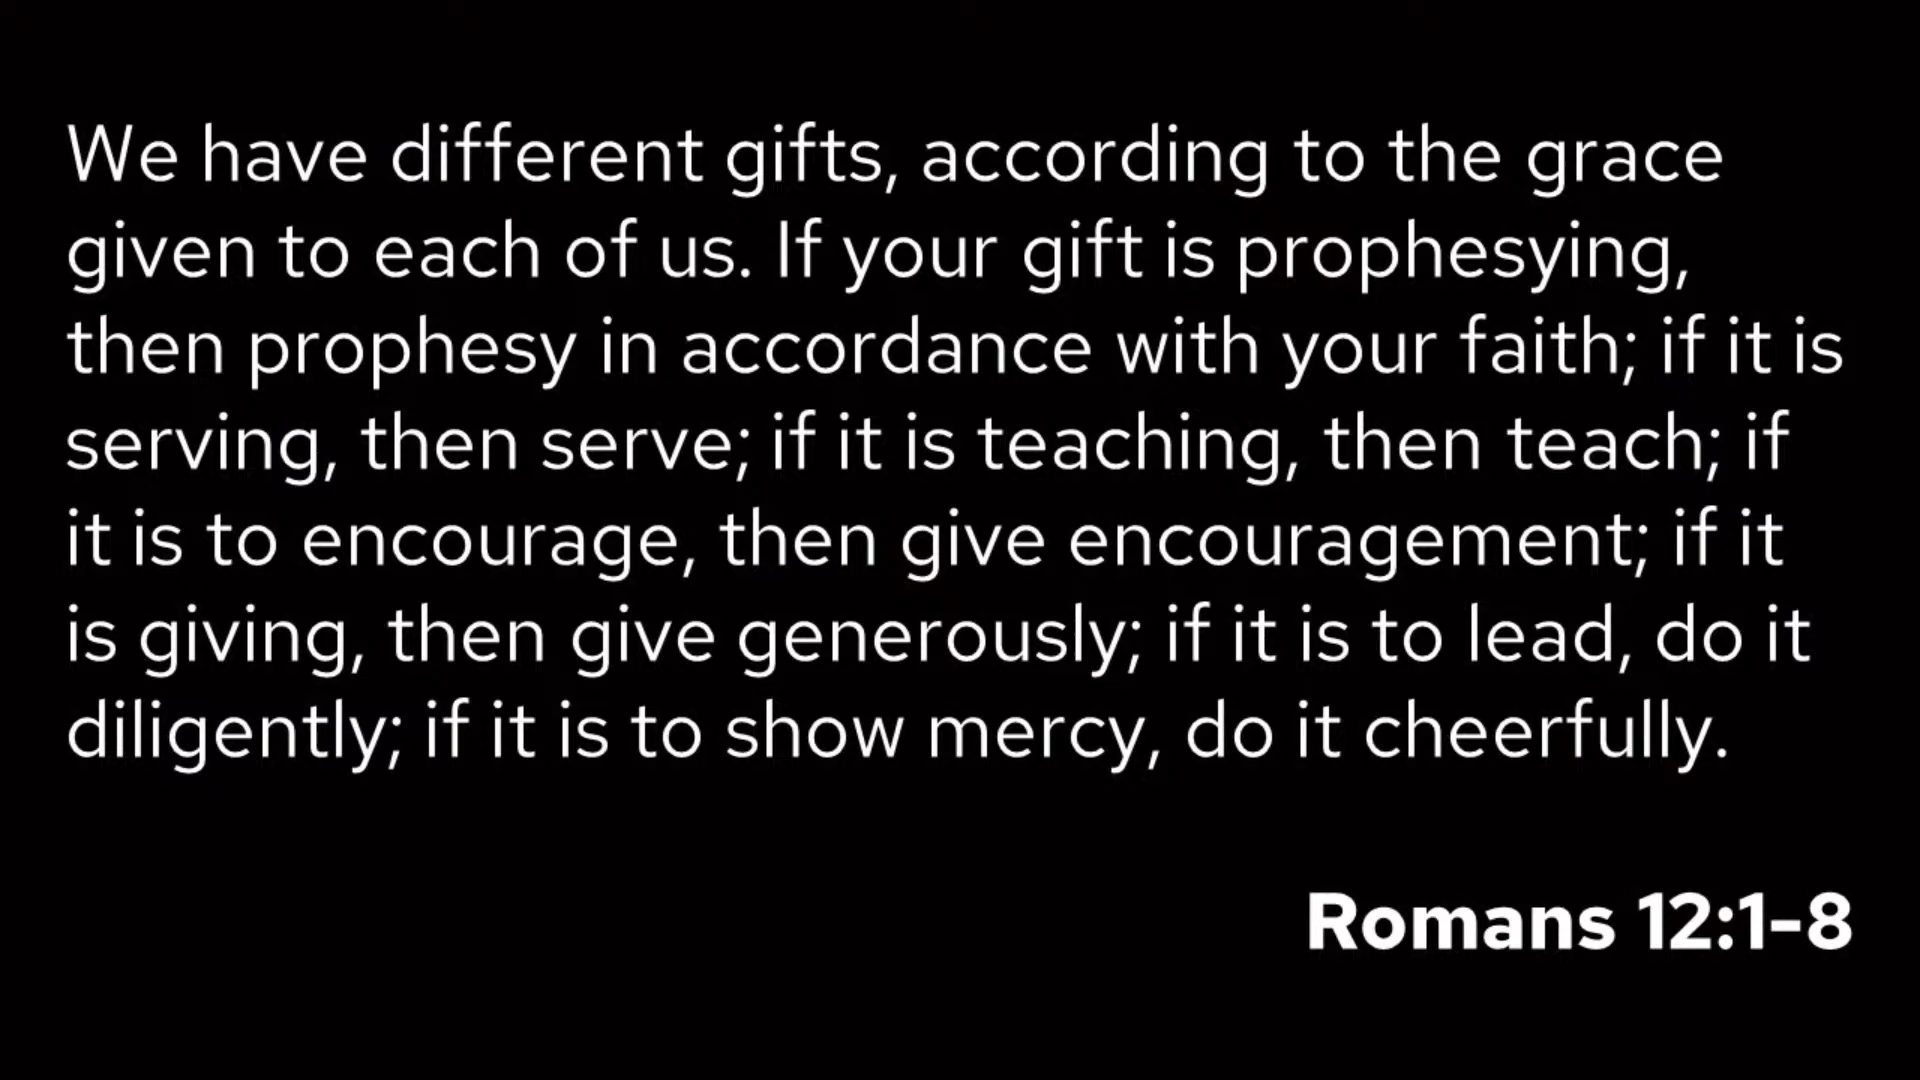 We have different gifts, according to the grace
given to each of us. If your gift is prophesying,
then prophesy in accordance with your faith; if it is
serving, then serve; if it is teaching, then teach; if
it is to encourage, then give encouragement; if it
is giving, then give generously; if it is to lead, do it
diligently; if it is to show mercy, do it cheerfully.
Romans 12:1-8